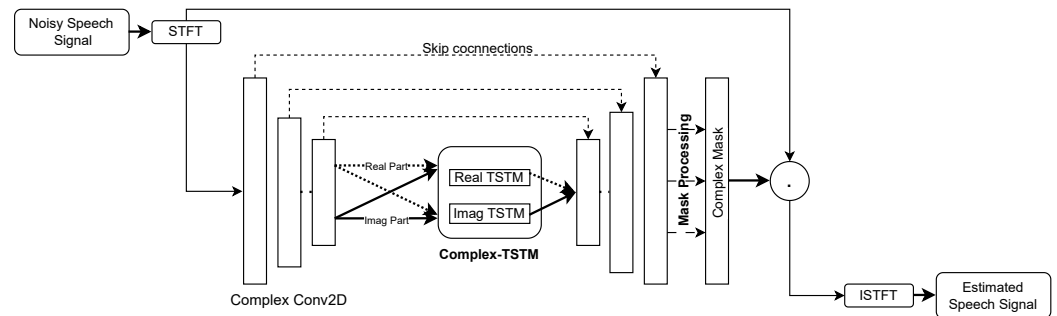 Noisy Speech
Signal
STFT
Skip cocnnections
Real Part
Imag Part
Real TSTM
Imag TSTM
Complex-TSTM
Complex Conv2D
Mask Processing
Complex Mask
.
ISTFT
Estimated
Speech Signal